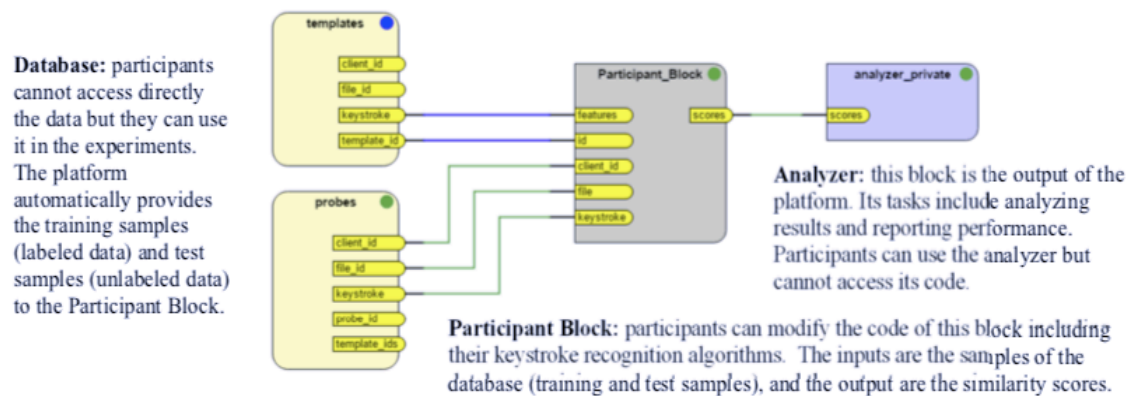 Database: participants
cannot access directly
the data but they can use
it in the experiments.
The platform
automatically provides
the training samples
(labeled data) and test
samples (unlabeled data)
to the Participant Block.
templates
client_id
file_id
keystroke
template_id
probes
client_id
file_id
keystroke
probe_id
template_ids
Participant_Block
features
id
client_id
file
keystroke
scores
analyzer_private
scores
Analyzer: this block is the output of the
platform. Its tasks include analyzing
results and reporting performance.
Participants can use the analyzer but
cannot access its code.
Participant Block: participants can modify the code of this block including
their keystroke recognition algorithms. The inputs are the samples of the
database (training and test samples), and the output are the similarity scores.